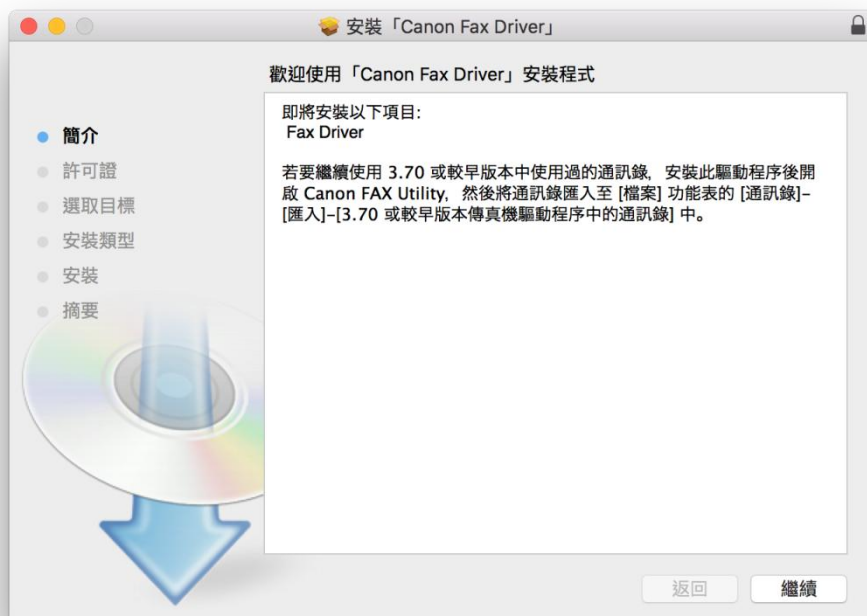 安裝「Canon Fax Driver」
歡迎使用「Canon Fax Driver」安裝程式
簡介
許可證
選取目標
安裝類型
安裝
摘要
即將安裝以下項目:
Fax Driver
若要繼續使用 3.70 或較早版本中使用過的通訊錄，安裝此驅動程序後開
啟 Canon FAX Utility，然後將通訊錄匯入至 [檔案] 功能表的 [通訊錄]-
[匯入]-[3.70 或較早版本傳真機驅動程序中的通訊錄] 中。
返回
繼續